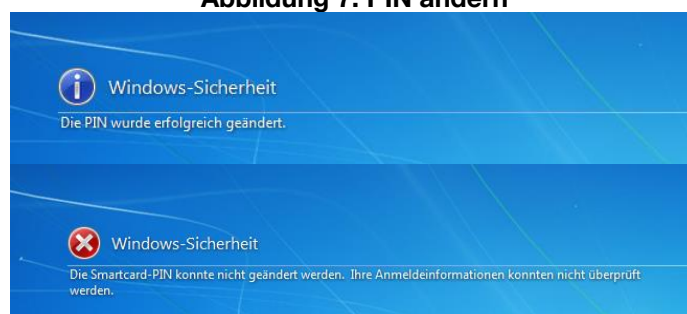 Abbildung 7: PIN ändern
Windows-Sicherheit
Die PIN wurde erfolgreich geändert.
Windows-Sicherheit
Die Smartcard-PIN konnte nicht geändert werden. Ihre Anmeldeinformationen konnten nicht überprüft
werden.